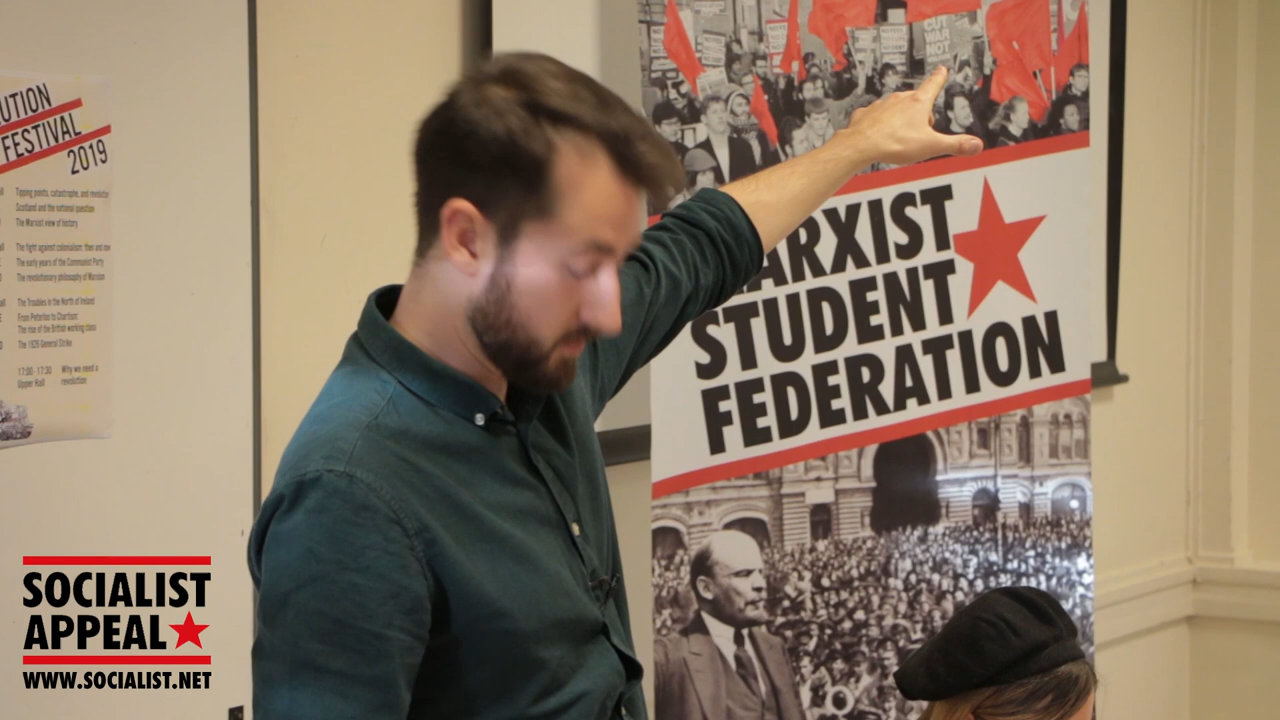 UTION
FESTIVAL
2019
Tipping points, catastrophe, and revolutio
Scotland and the national question
The Marxist view of history
The fight against colonialism: then and now
The early years of the Communist Party
The revolutionary philosophy of Marxism
The Troubles in the North of Ireland
From Peterloo to Chartism:
The rise of the British working class
The 1926 General Strike
17:00 - 17:30 Why we need a
Upper Hall revolution
CUT
WAR
NOT
ARXIST
STUDENT
FEDERATION
SOCIALIST
APPEAL
WWW.SOCIALIST.NET